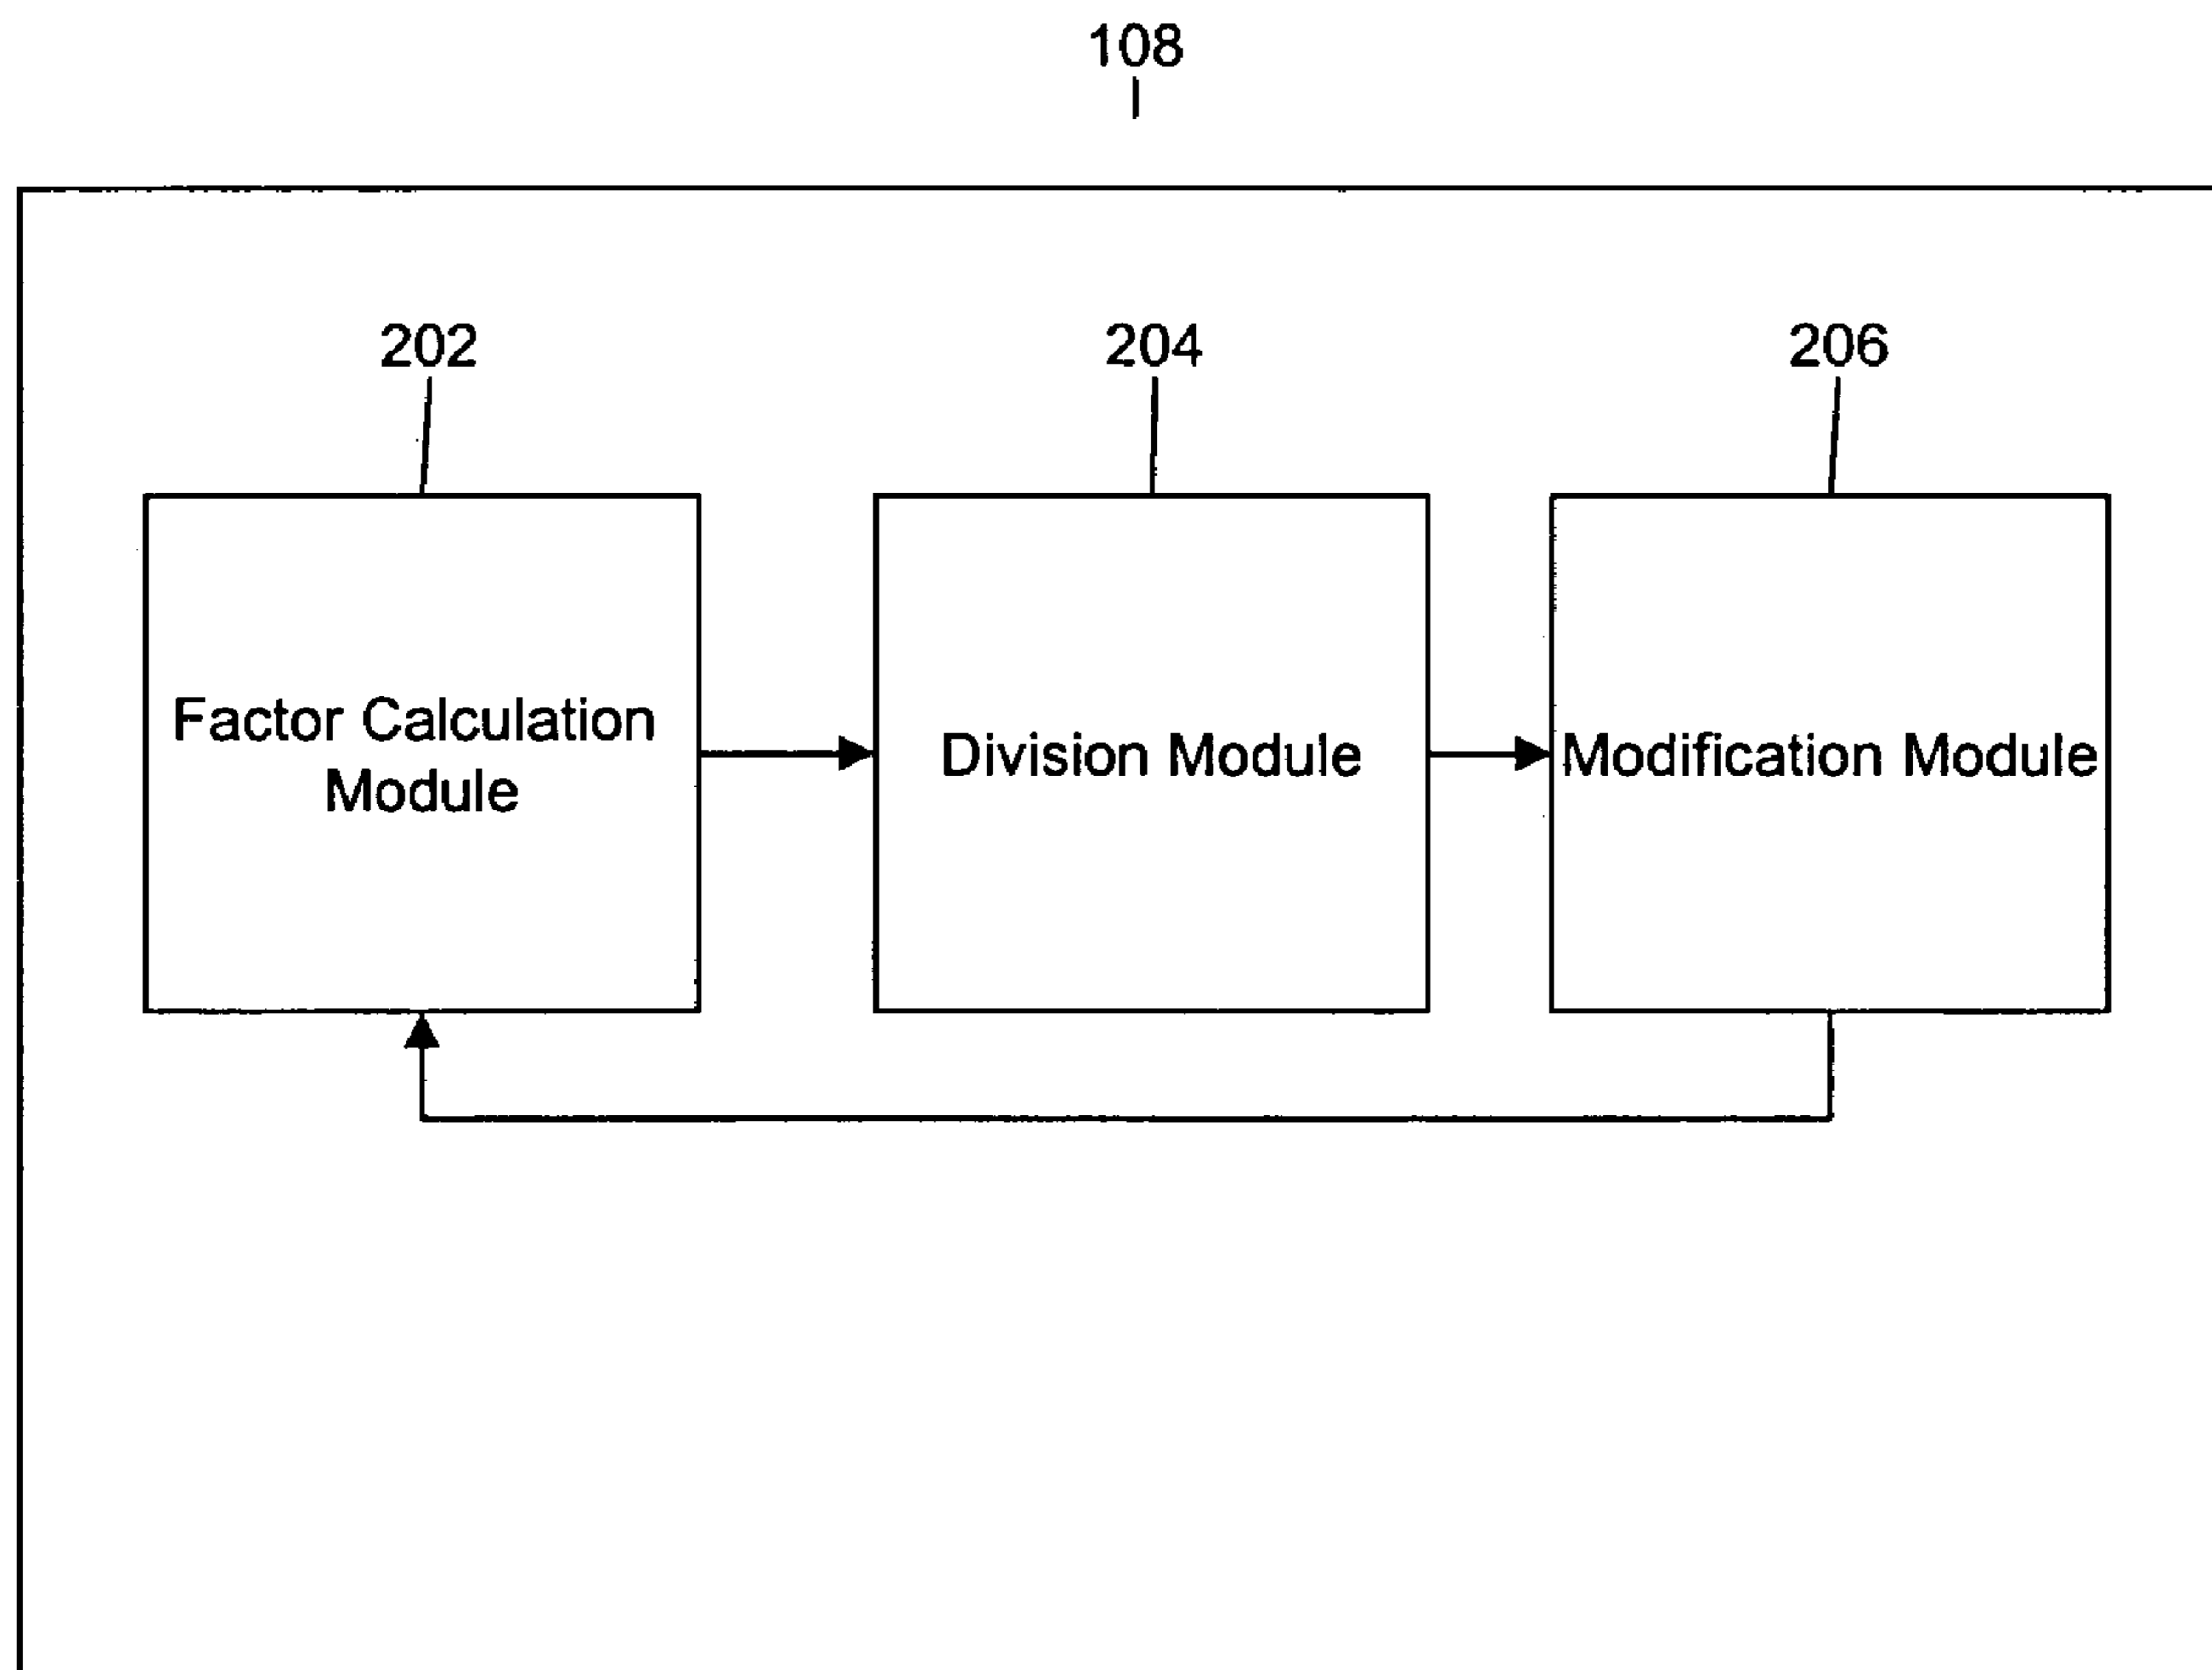 108
202
204
206
Factor Calculation
Module
Division Module
Modification Module